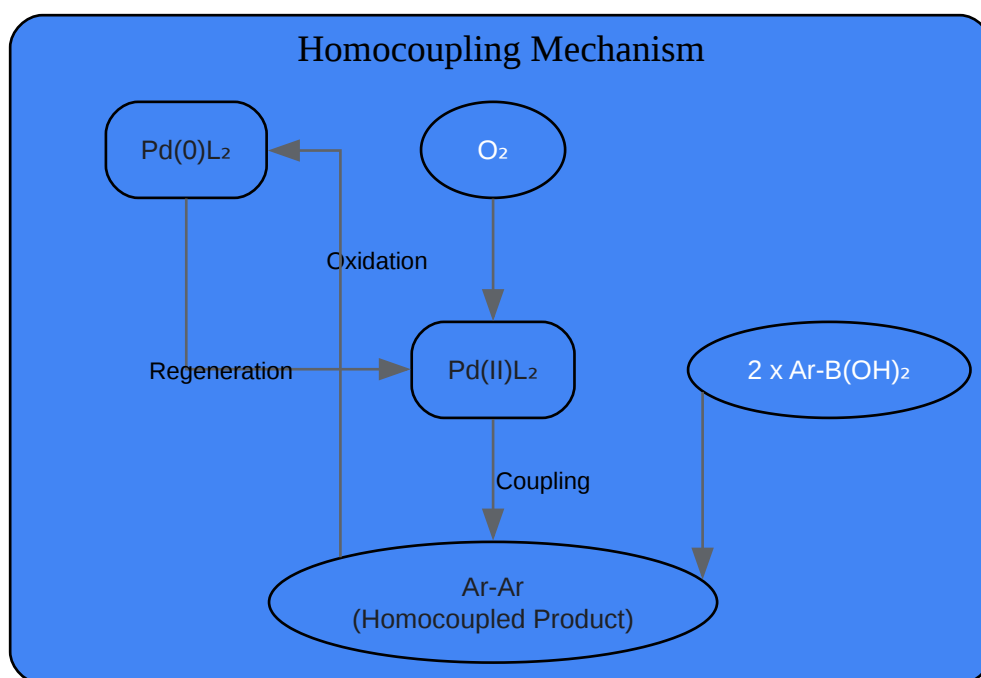 Homocoupling Mechanism
Pd(0)L₂
O₂
Oxidation
Regeneration
Pd(II)L₂
2 x Ar-B(OH)₂
Coupling
Ar-Ar
(Homocoupled Product)